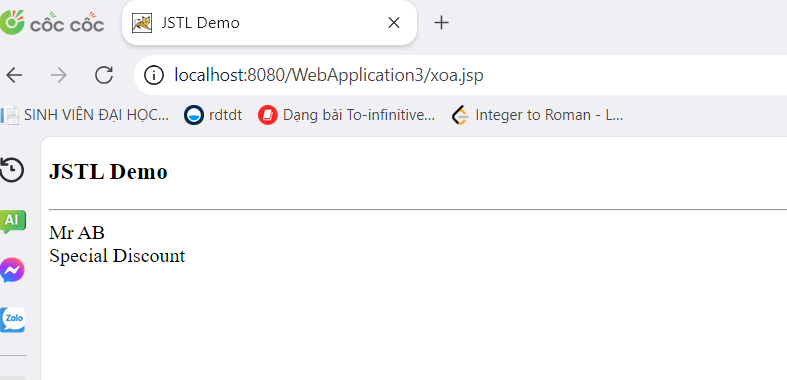 cốc cốc
JSTL Demo
localhost:8080/WebApplication3/xoa.jsp
SINH VIÊN ĐẠI HỌC...
rdtdt
Dạng bài To-infinitive...
Integer to Roman - L...
JSTL Demo
AI
Mr AB
Special Discount
Zalo